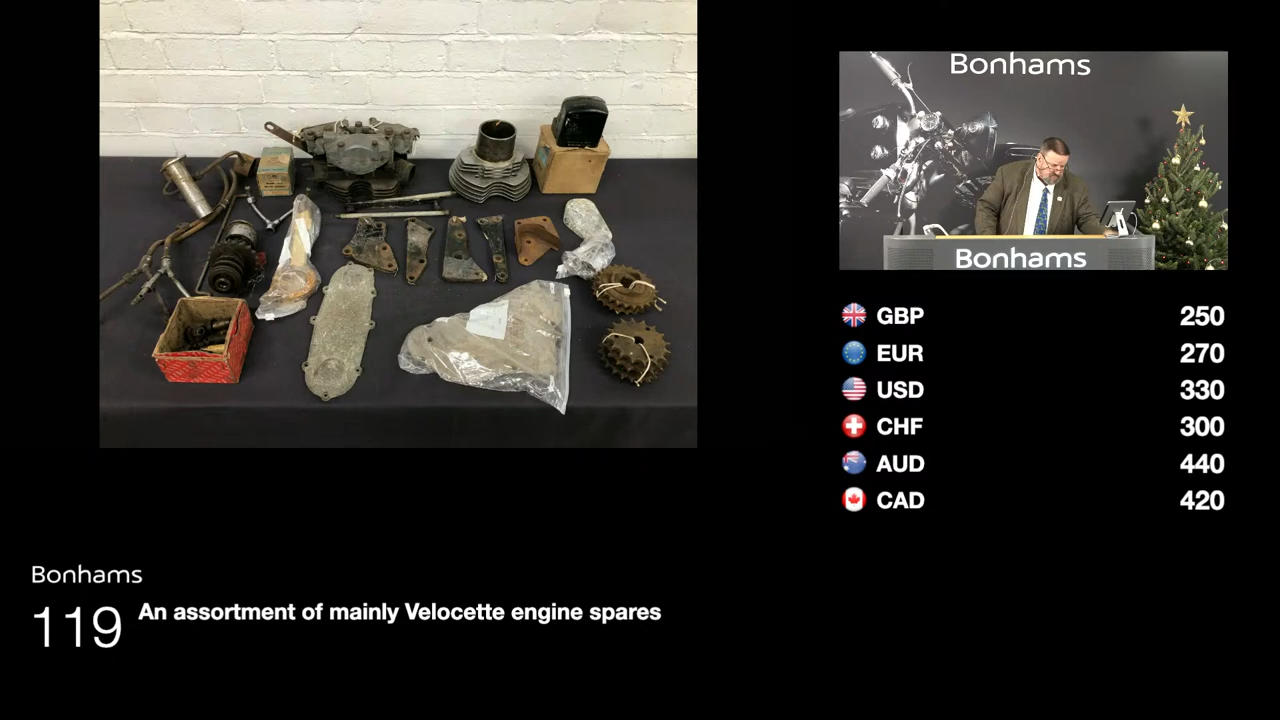 Bonhams
Bonhams
GBP 250
EUR 270
USD 330
CHF 300
AUD 440
CAD 420
Bonhams
119 An assortment of mainly Velocette engine spares